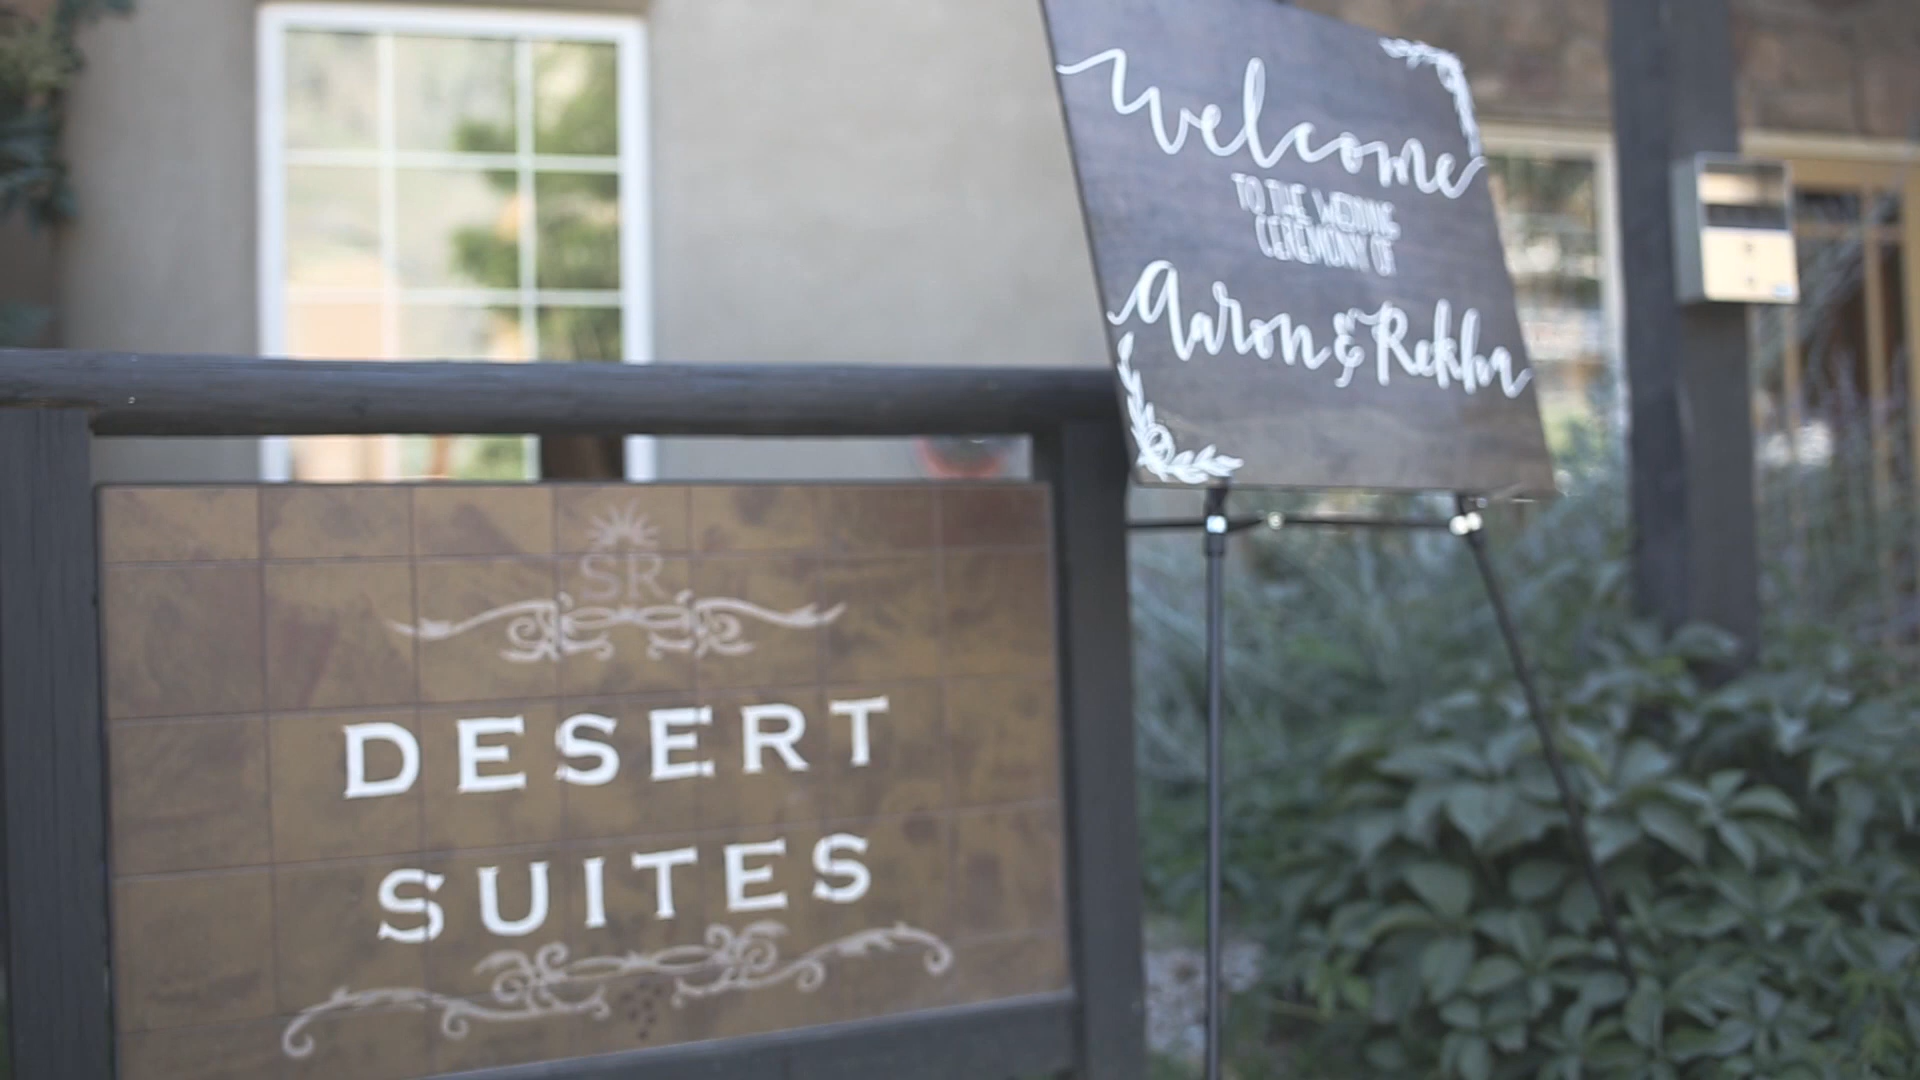 welcome
TO THE WEDDING
CEREMONY OF
Aaron & Rekha
SR
DESERT
SUITES